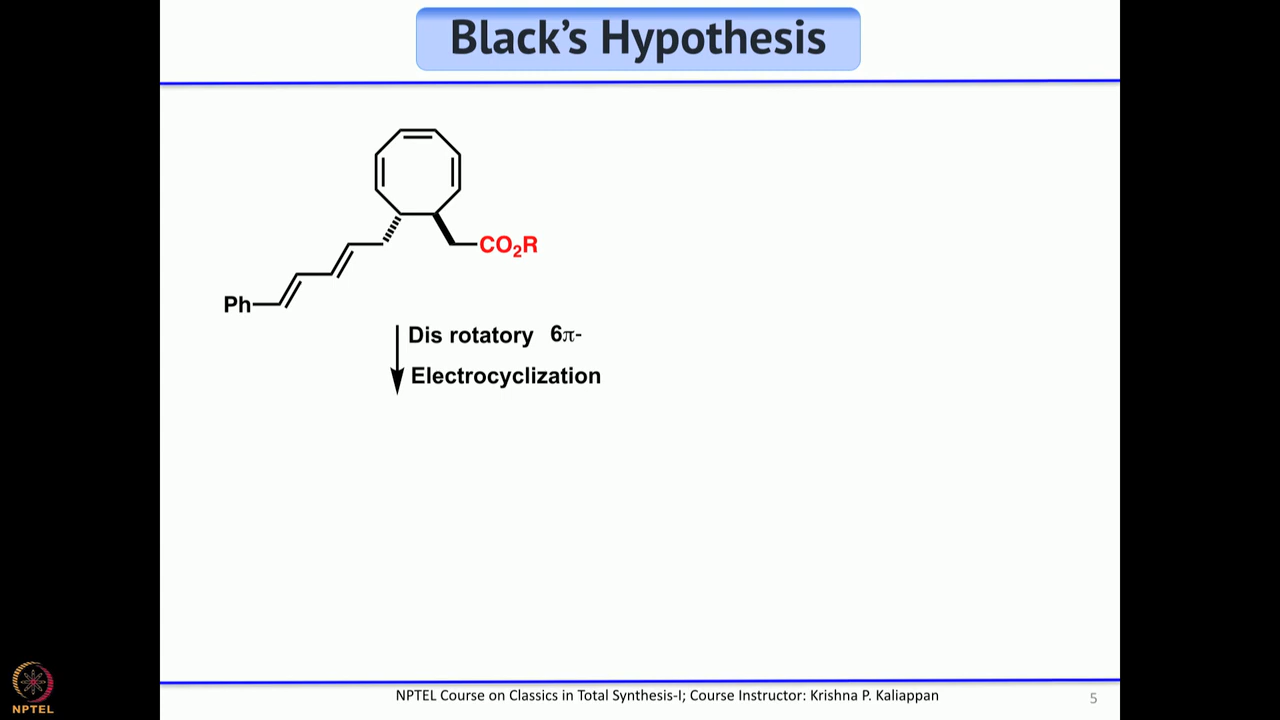 Black's Hypothesis
CO₂R
Ph
Dis rotatory 6π-
Electrocyclization
NPTEL
NPTEL Course on Classics in Total Synthesis-I; Course Instructor: Krishna P. Kaliappan
5